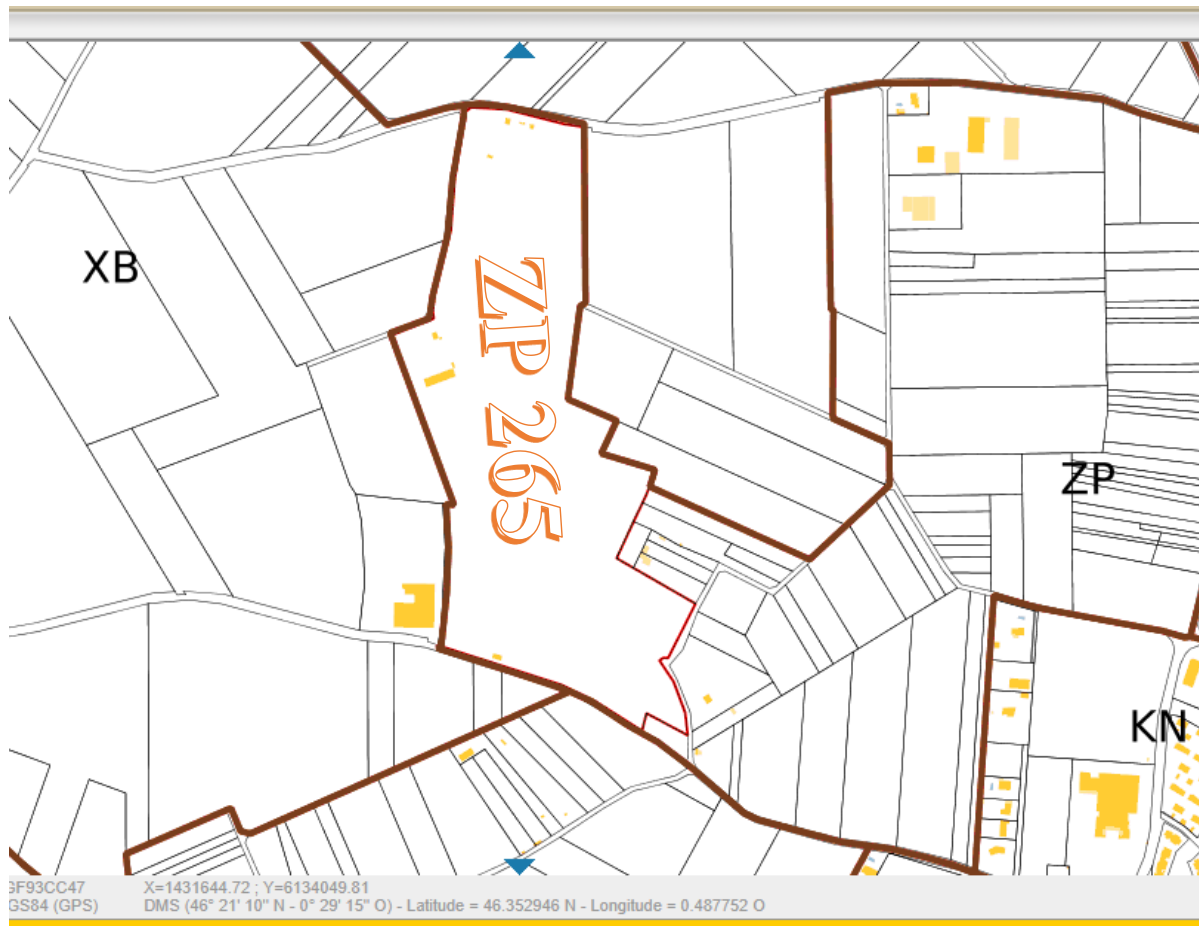 XB
ZP 265
ZP
KN
GF93CC47 X=1431644.72 ; Y=6134049.81
GS84 (GPS) DMS (46° 21' 10" N - 0° 29' 15" O) - Latitude = 46.352946 N - Longitude = 0.487752 O